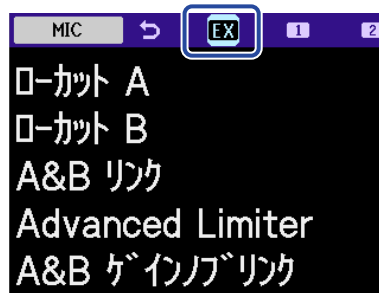 MIC EX 1 2
ローカット A
ローカット B
A&B リンク
Advanced Limiter
A&B ゲインノブリンク